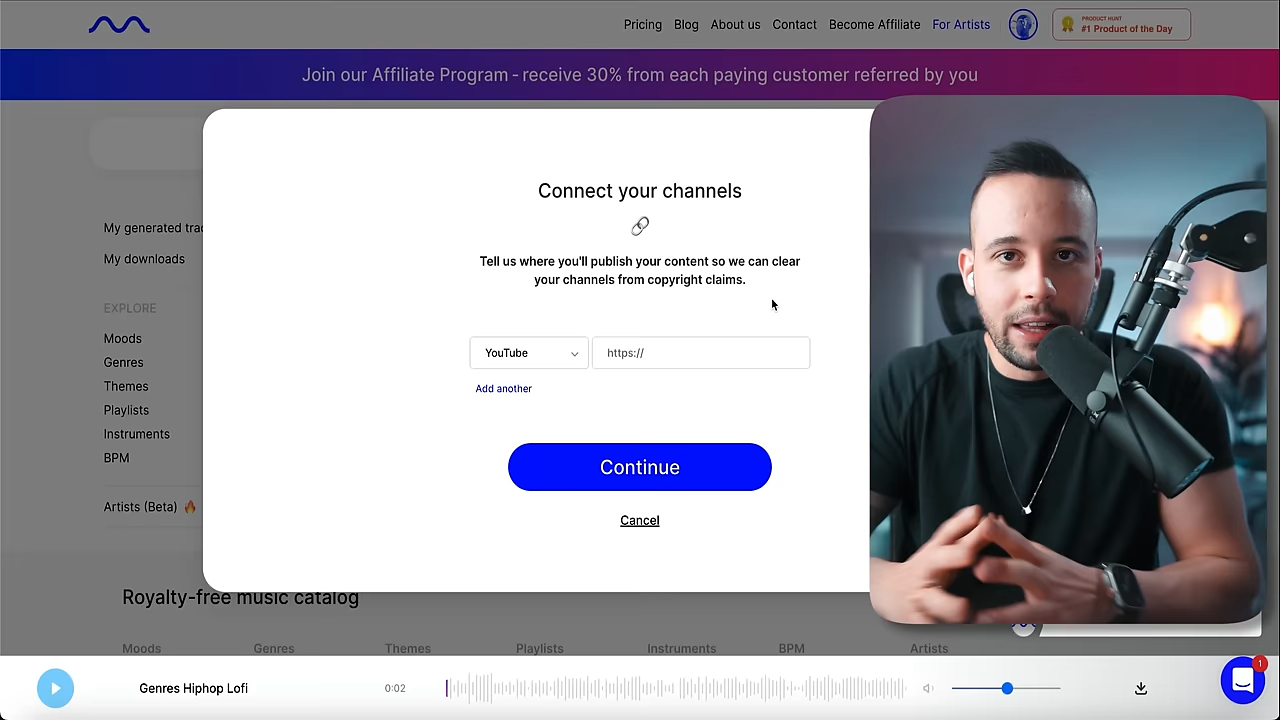 Pricing Blog About us Contact Become Affiliate For Artists
PRODUCT HUNT
#1 Product of the Day
Join our Affiliate Program - receive 30% from each paying customer referred by you
Connect your channels
Tell us where you'll publish your content so we can clear
your channels from copyright claims.
YouTube https://
Add another
Continue
Cancel
My generated trac
My downloads
EXPLORE
Moods
Genres
Themes
Playlists
Instruments
BPM
Artists (Beta) 🔥
Royalty-free music catalog
Moods Genres Themes Playlists Instruments BPM Artists
Genres Hiphop Lofi 0:02
1